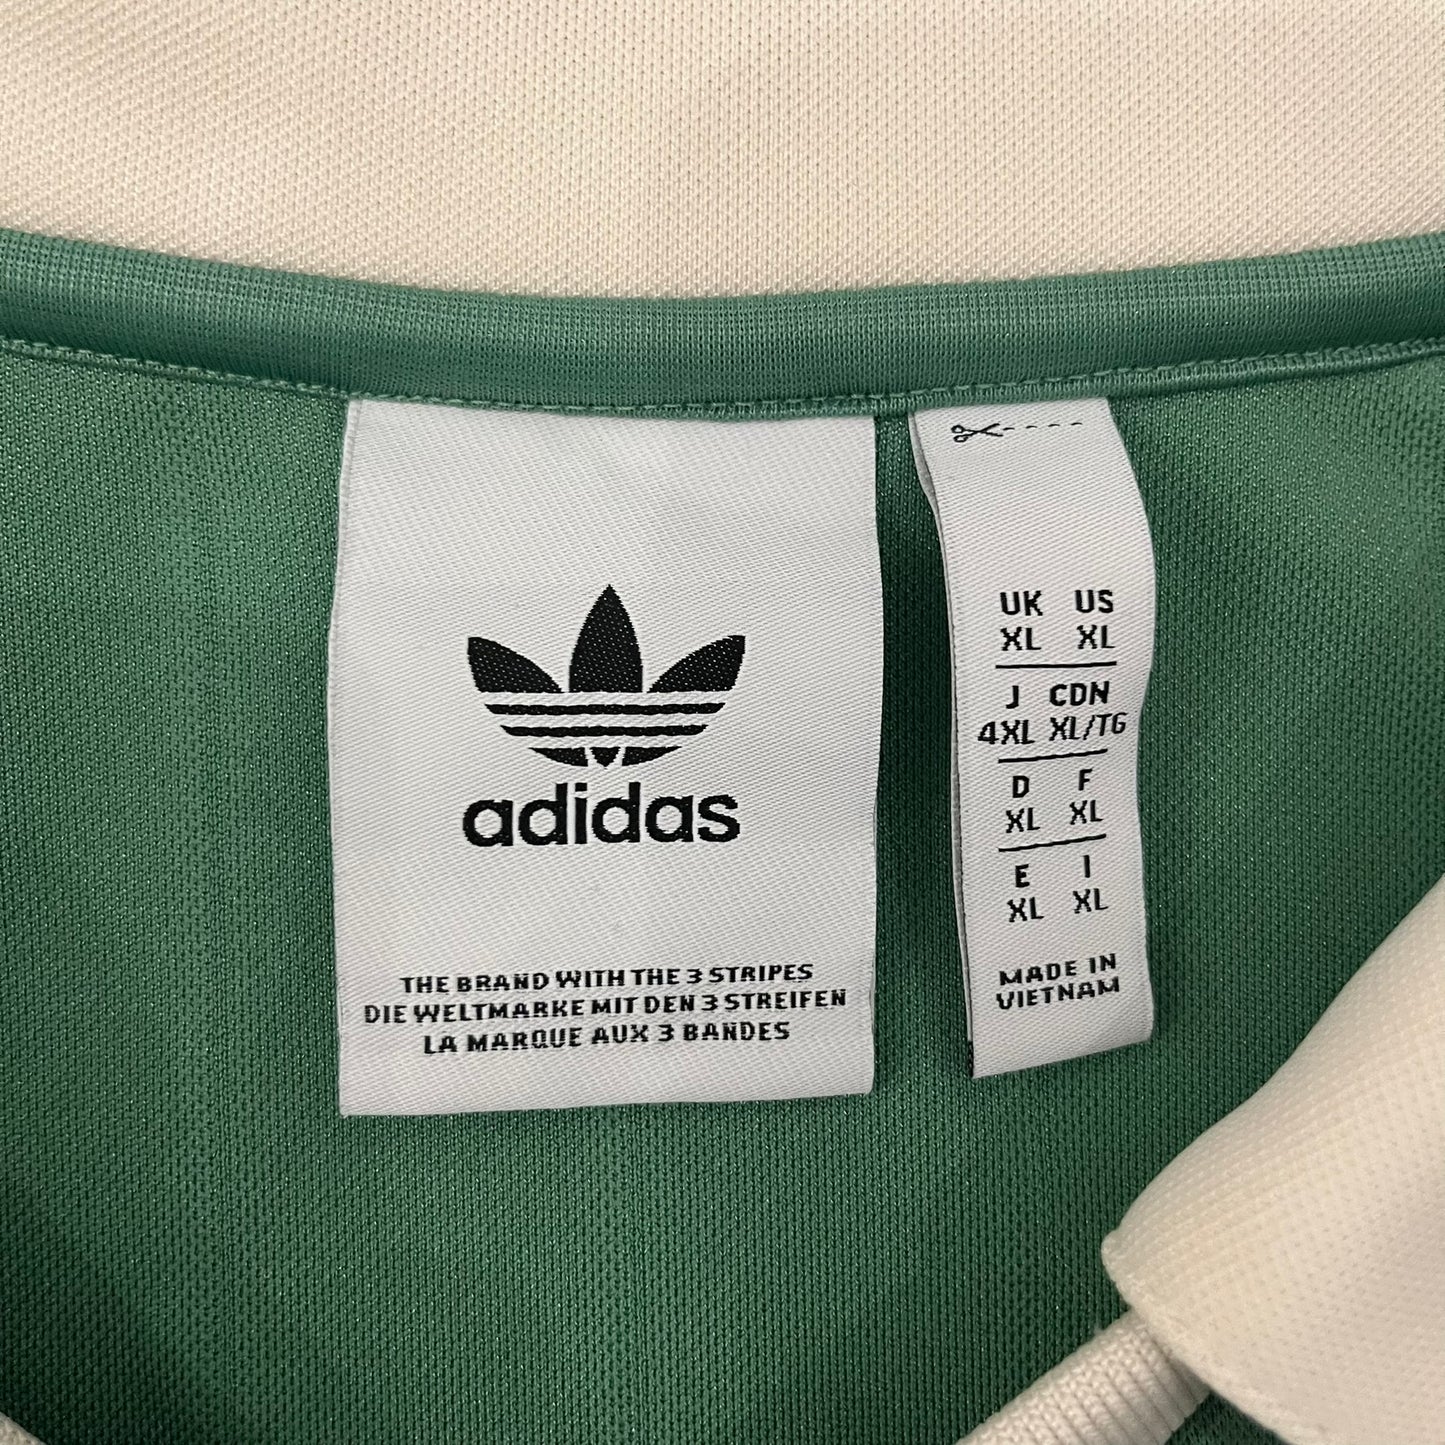 adidas
THE BRAND WITH THE 3 STRIPES
DIE WELTMARKE MIT DEN 3 STREIFEN
LA MARQUE AUX 3 BANDES
UK US
XL XL
J CDN
4XL XL/TG
D F
XL XL
E I
XL XL
MADE IN
VIETNAM